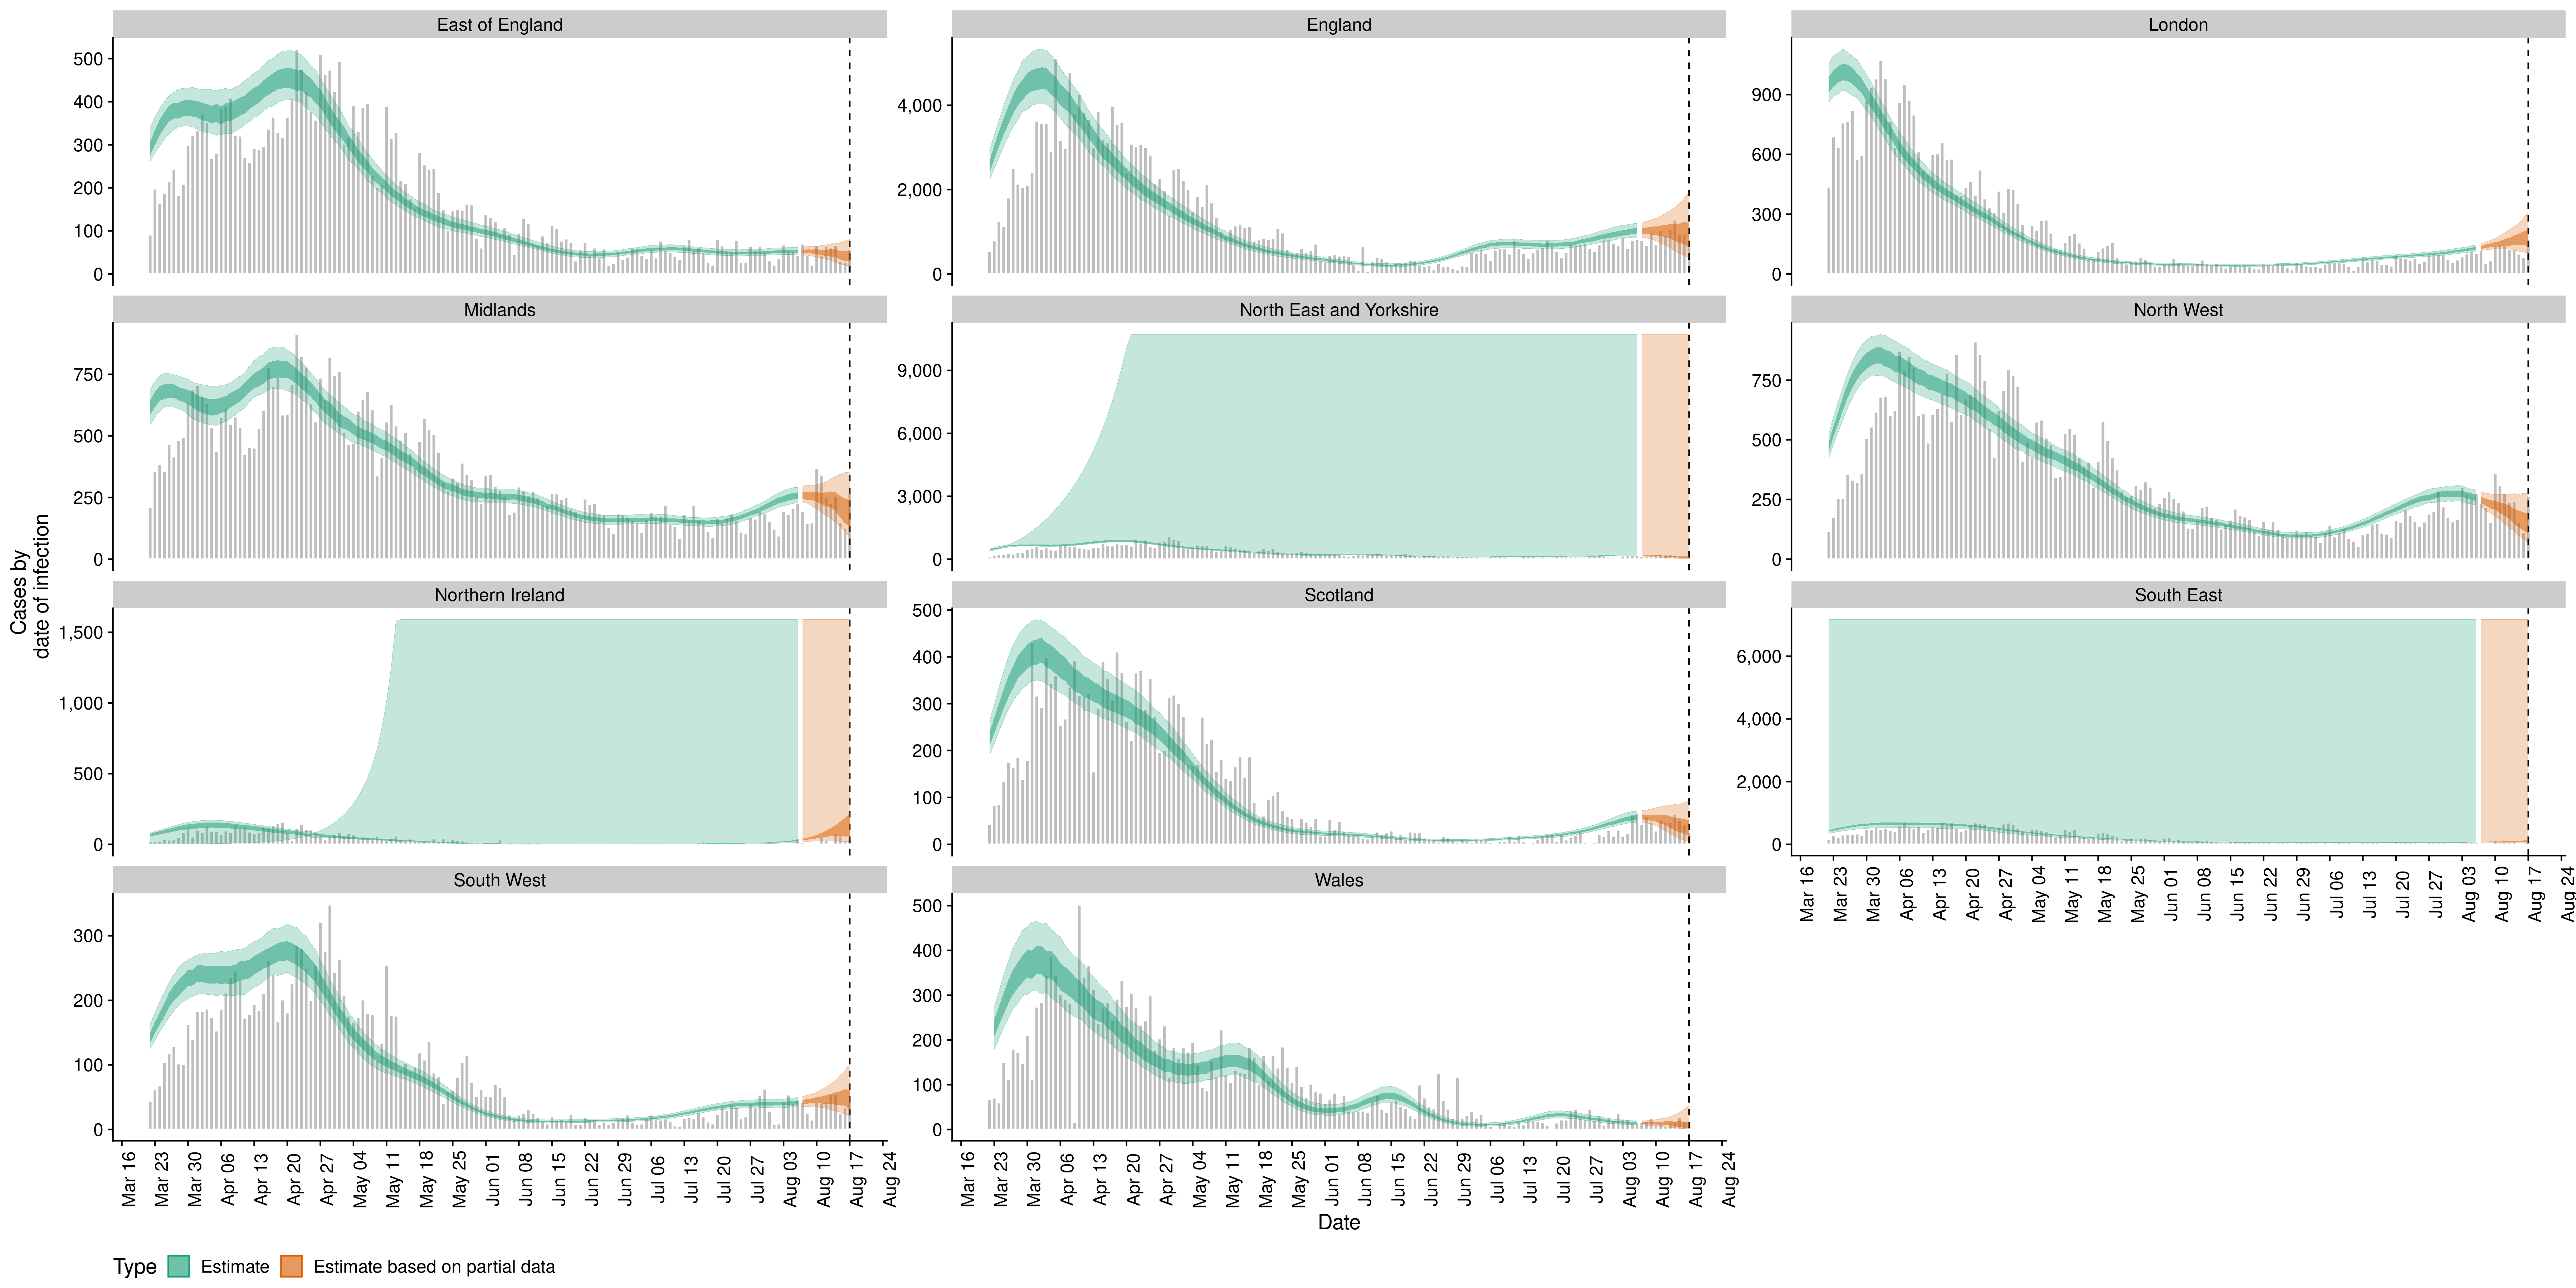 East of England
England
London
500
400
300
200
100
0
4,000
2,000
0
900
600
300
0
Midlands
North East and Yorkshire
North West
750
500
250
0
9,000
6,000
3,000
0
750
500
250
0
Cases by
date of infection
Northern Ireland
Scotland
South East
1,500
1,000
500
0
500
400
300
200
100
0
6,000
4,000
2,000
0
Mar 16 Mar 23 Mar 30 Apr 06 Apr 13 Apr 20 Apr 27 May 04 May 11 May 18 May 25 Jun 01 Jun 08 Jun 15 Jun 22 Jun 29 Jul 06 Jul 13 Jul 20 Jul 27 Aug 03 Aug 10 Aug 17 Aug 24
South West
Wales
300
200
100
0
500
400
300
200
100
0
Mar 16 Mar 23 Mar 30 Apr 06 Apr 13 Apr 20 Apr 27 May 04 May 11 May 18 May 25 Jun 01 Jun 08 Jun 15 Jun 22 Jun 29 Jul 06 Jul 13 Jul 20 Jul 27 Aug 03 Aug 10 Aug 17 Aug 24
Mar 16 Mar 23 Mar 30 Apr 06 Apr 13 Apr 20 Apr 27 May 04 May 11 May 18 May 25 Jun 01 Jun 08 Jun 15 Jun 22 Jun 29 Jul 06 Jul 13 Jul 20 Jul 27 Aug 03 Aug 10 Aug 17 Aug 24
Date
Type Estimate Estimate based on partial data